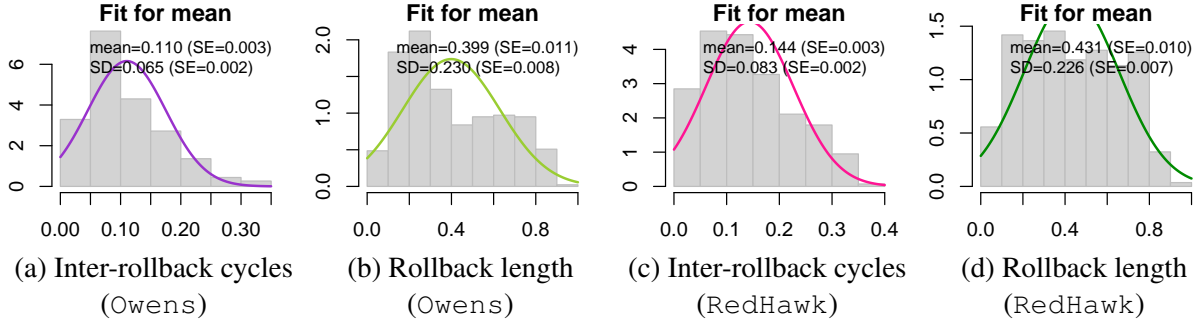 Fit for mean
mean=0.110 (SE=0.003)
SD=0.065 (SE=0.002)
0 2 4 6
0.00 0.10 0.20 0.30
(a) Inter-rollback cycles
(Owens)
Fit for mean
mean=0.399 (SE=0.011)
SD=0.230 (SE=0.008)
0.0 1.0 2.0
0.0 0.4 0.8
(b) Rollback length
(Owens)
Fit for mean
mean=0.144 (SE=0.003)
SD=0.083 (SE=0.002)
0 1 2 3 4
0.0 0.1 0.2 0.3 0.4
(c) Inter-rollback cycles
(RedHawk)
Fit for mean
mean=0.431 (SE=0.010)
SD=0.226 (SE=0.007)
0.0 0.5 1.0 1.5
0.0 0.4 0.8
(d) Rollback length
(RedHawk)